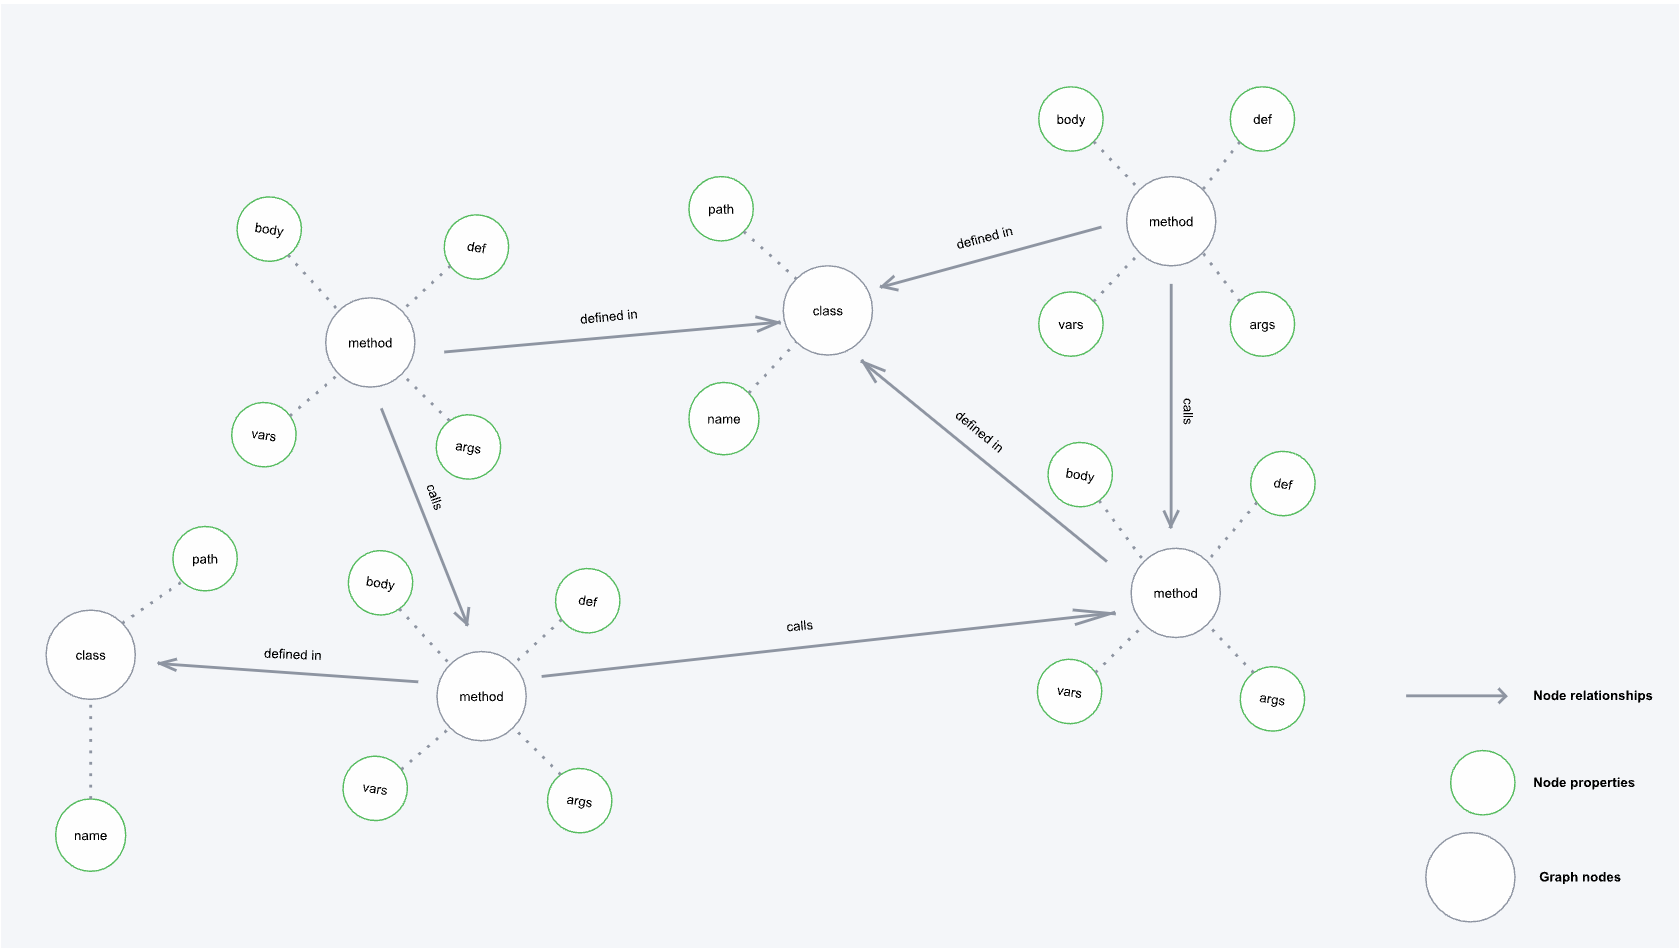 body
def
method
defined in
vars
args
path
class
name
body
def
method
defined in
vars
args
calls
calls
defined in
body
def
method
vars
args
calls
path
class
name
defined in
body
def
method
vars
args
Node relationships
Node properties
Graph nodes